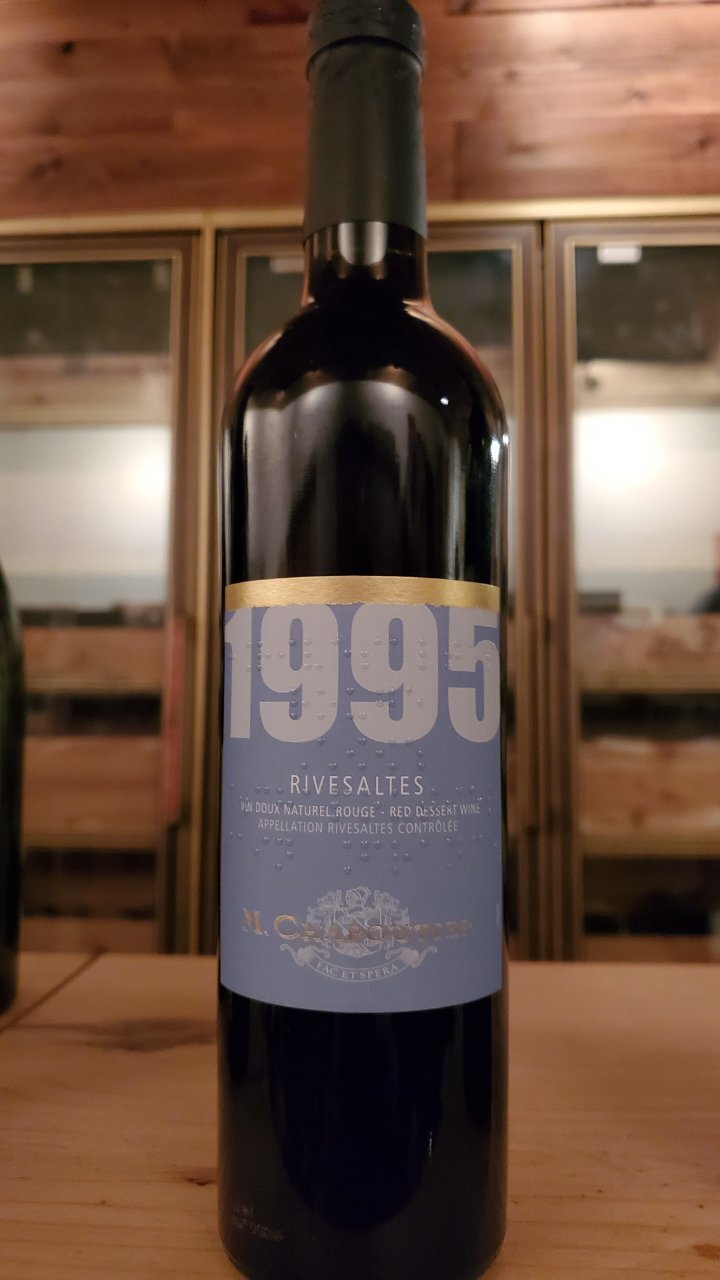 1995
RIVESALTES
VIN DOUX NATUREL ROUGE - RED DESSERT WINE
APPELLATION RIVESALTES CONTRÔLÉE
M. CHAPOUTIER
FAC ET SPERA